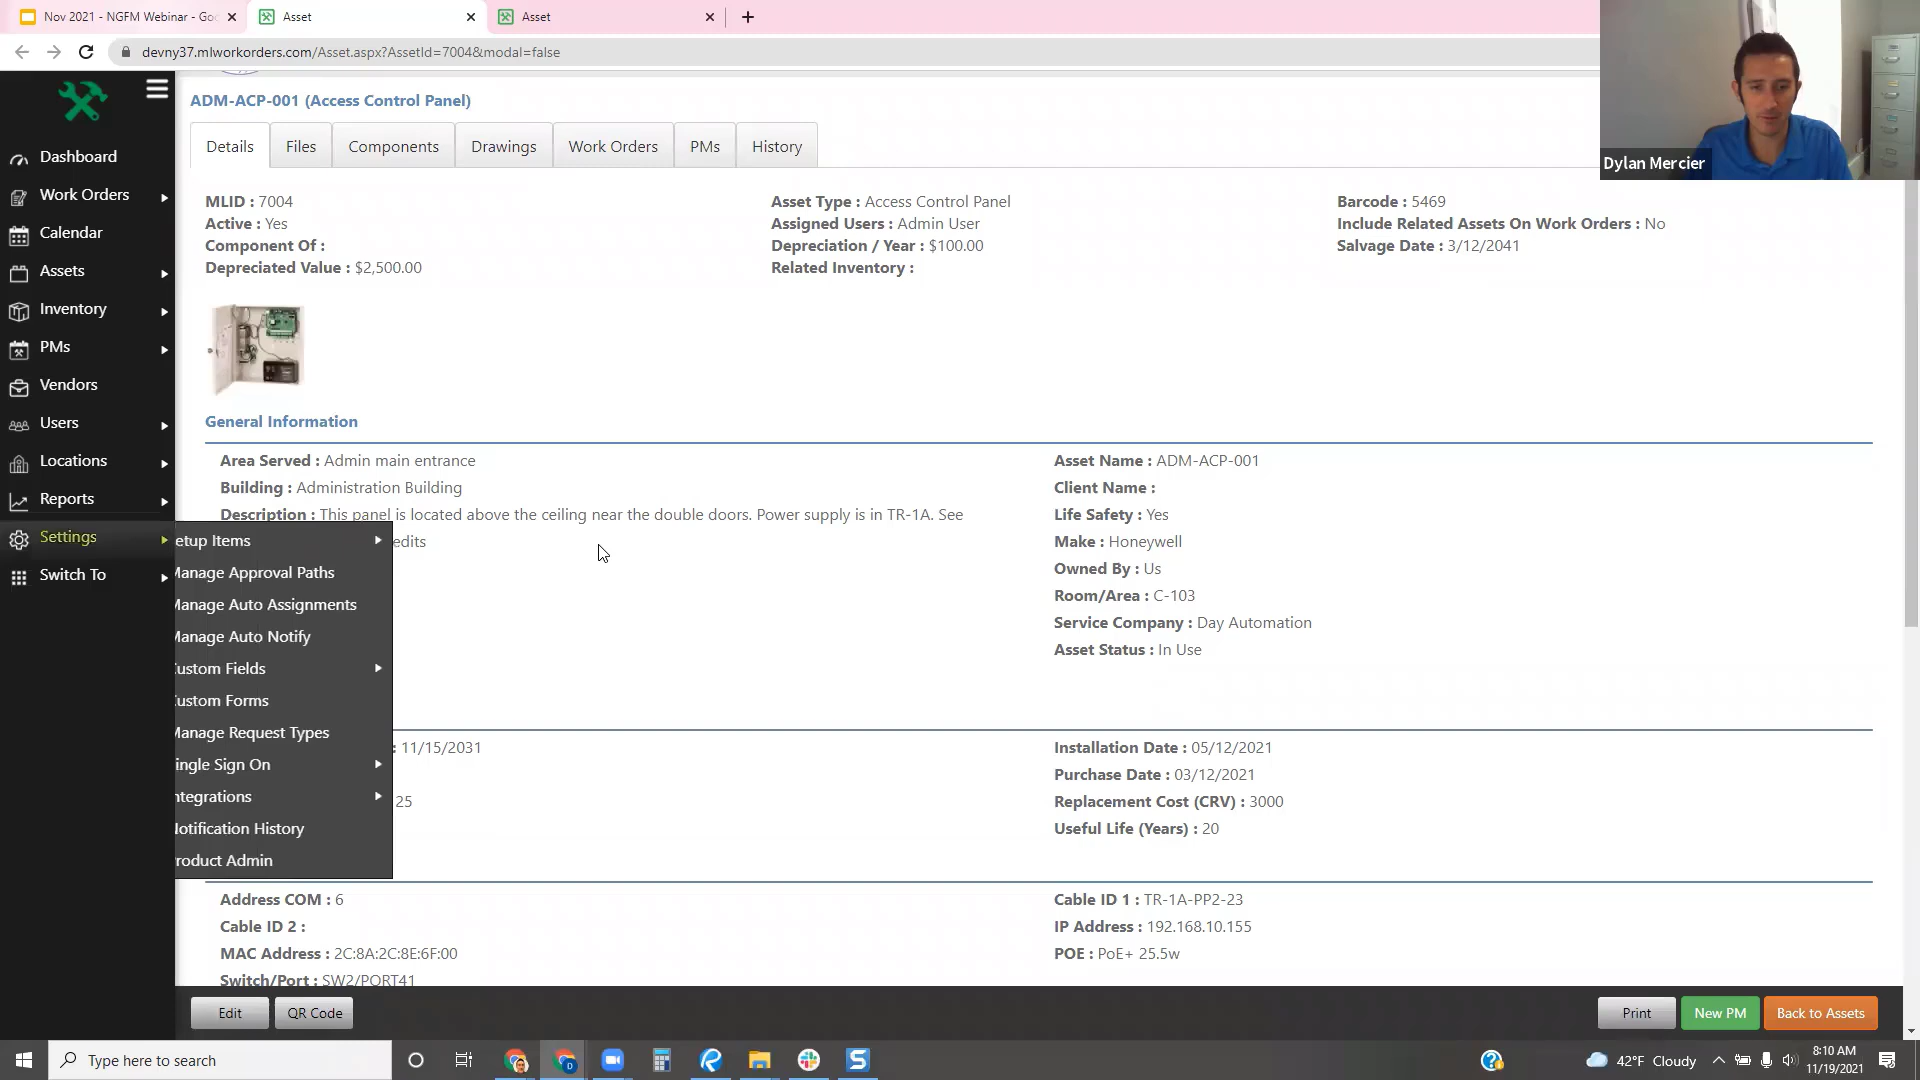 Nov 2021 - NGFM Webinar - Goo
Asset
Asset
devny37.mlworkorders.com/Asset.aspx?AssetId=7004&modal=false
Dylan Mercier
ADM-ACP-001 (Access Control Panel)
Details Files Components Drawings Work Orders PMs History
Dashboard
Work Orders
Calendar
Assets
Inventory
PMs
Vendors
Users
Locations
Reports
Settings
Switch To
etup Items
Manage Approval Paths
Manage Auto Assignments
Manage Auto Notify
Custom Fields
Custom Forms
Manage Request Types
ingle Sign On
ntegrations
Notification History
roduct Admin
MLID : 7004
Active : Yes
Component Of :
Depreciated Value : $2,500.00
Asset Type : Access Control Panel
Assigned Users : Admin User
Depreciation / Year : $100.00
Related Inventory :
Barcode : 5469
Include Related Assets On Work Orders : No
Salvage Date : 3/12/2041
General Information
Area Served : Admin main entrance
Building : Administration Building
Description : This panel is located above the ceiling near the double doors. Power supply is in TR-1A. See
edits
Asset Name : ADM-ACP-001
Client Name :
Life Safety : Yes
Make : Honeywell
Owned By : Us
Room/Area : C-103
Service Company : Day Automation
Asset Status : In Use
: 11/15/2031
25
Installation Date : 05/12/2021
Purchase Date : 03/12/2021
Replacement Cost (CRV) : 3000
Useful Life (Years) : 20
Address COM : 6
Cable ID 2 :
MAC Address : 2C:8A:2C:8E:6F:00
Switch/Port : SW2/PORT41
Cable ID 1 : TR-1A-PP2-23
IP Address : 192.168.10.155
POE : PoE+ 25.5w
Edit QR Code Print New PM Back to Assets
Type here to search
42°F Cloudy
8:10 AM
11/19/2021